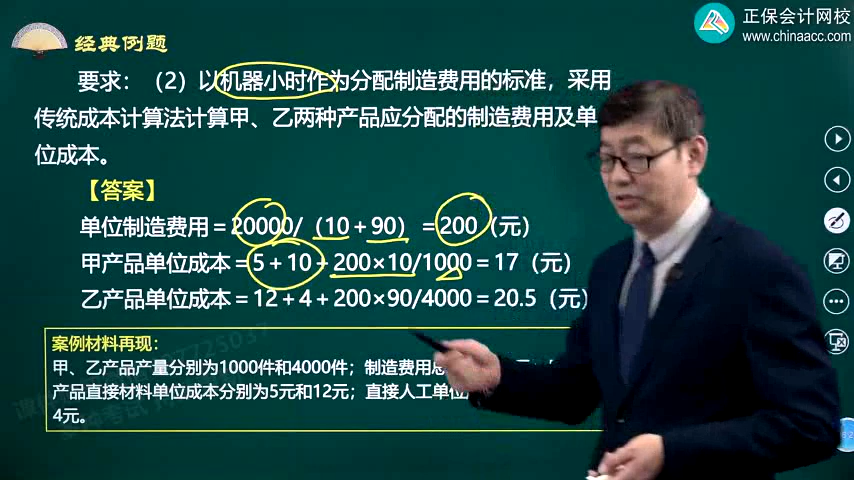 正保会计网校
www.chinaacc.com
经典例题
要求：（2）以机器小时作为分配制造费用的标准，采用
传统成本计算法计算甲、乙两种产品应分配的制造费用及单
位成本。
【答案】
单位制造费用＝20000/（10＋90）＝200（元）
甲产品单位成本＝5＋10＋200×10/1000＝17（元）
乙产品单位成本＝12＋4＋200×90/4000＝20.5（元）
案例材料再现：
甲、乙产品产量分别为1000件和4000件；制造费用
产品直接材料单位成本分别为5元和12元；直接人工单位
4元。